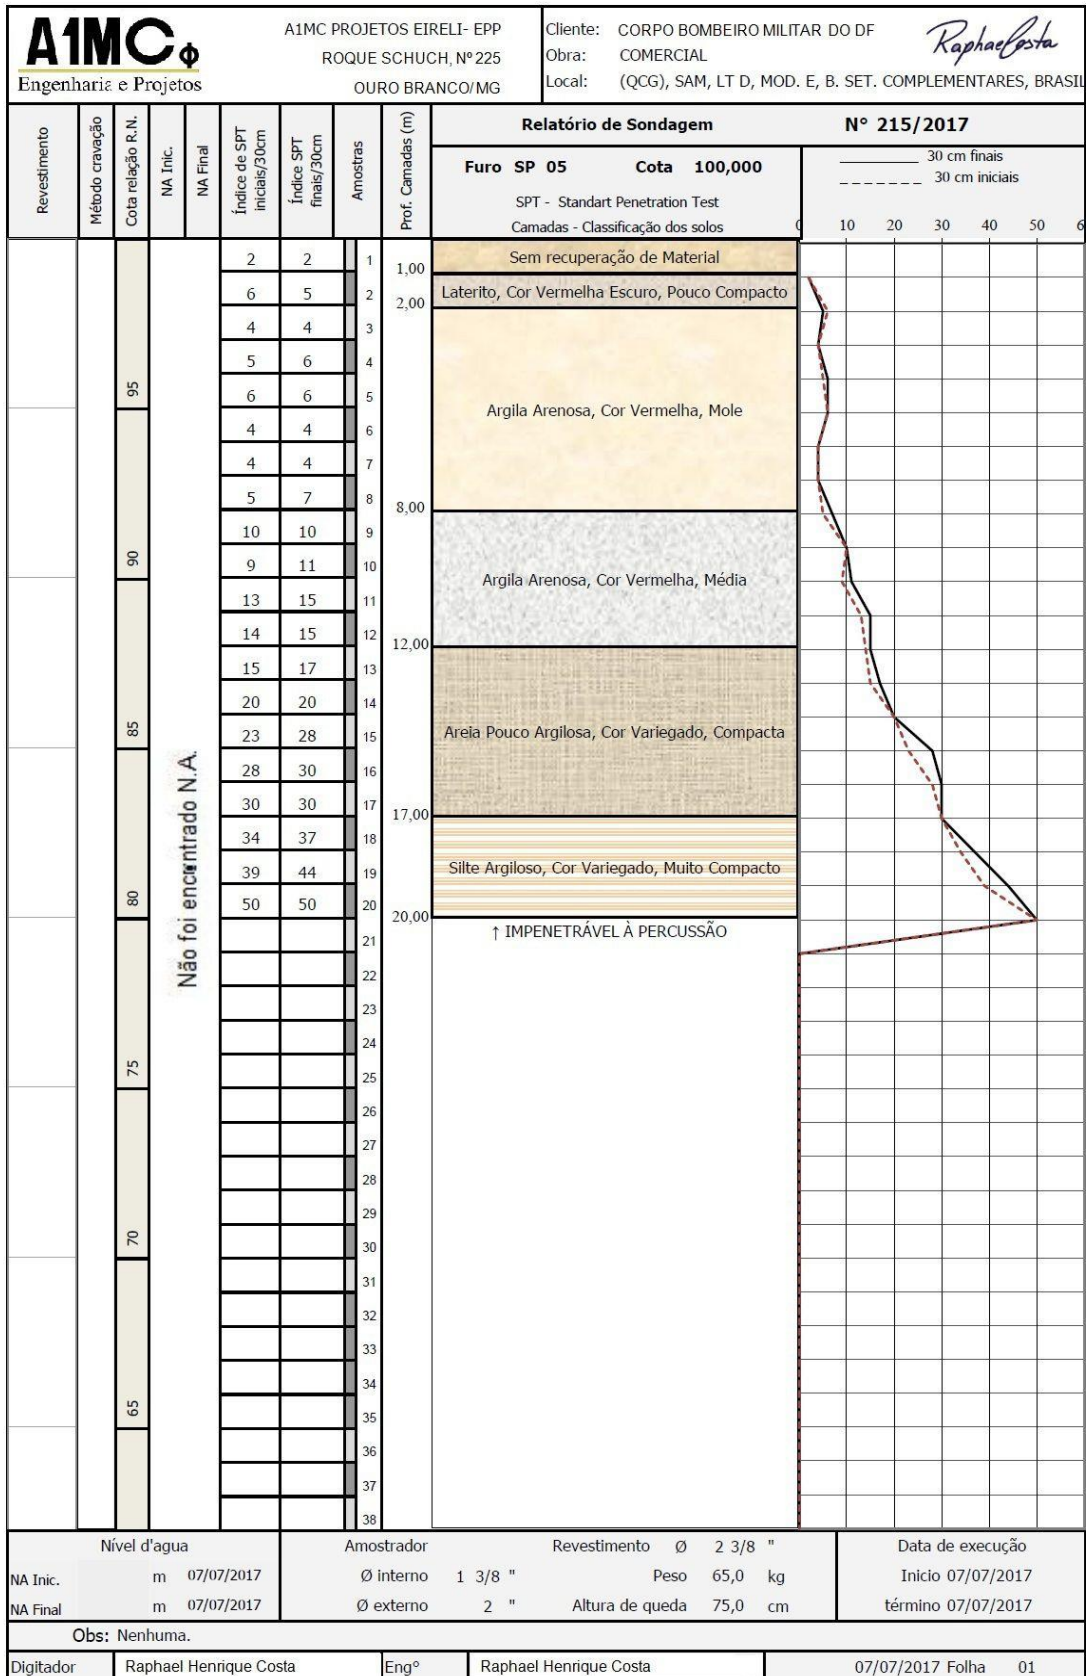 A1MC Φ
Engenharia e Projetos
A1MC PROJETOS EIRELI- EPP
ROQUE SCHUCH, Nº 225
OURO BRANCO/MG
Cliente: CORPO BOMBEIRO MILITAR DO DF
Obra: COMERCIAL
Local: (QCG), SAM, LT D, MOD. E, B. SET. COMPLEMENTARES, BRASIL
Raphael Costa
Revestimento
Método cravação
Cota relação R.N.
NA Inic.
NA Final
Índice de SPT iniciais/30cm
Índice SPT finais/30cm
Amostras
Prof. Camadas (m)
Relatório de Sondagem N° 215/2017
Furo SP 05 Cota 100,000
SPT - Standart Penetration Test
Camadas - Classificação dos solos
30 cm finais
30 cm iniciais
0 10 20 30 40 50 6
2 2 1 1,00 Sem recuperação de Material
6 5 2 2,00 Laterito, Cor Vermelha Escuro, Pouco Compacto
4 4 3
5 6 4
95 6 6 5 Argila Arenosa, Cor Vermelha, Mole
4 4 6
4 4 7
5 7 8 8,00
10 10 9
90 9 11 10 Argila Arenosa, Cor Vermelha, Média
13 15 11
14 15 12 12,00
15 17 13
20 20 14
85 23 28 15 Areia Pouco Argilosa, Cor Variegado, Compacta
28 30 16
30 30 17 17,00
34 37 18
39 44 19 Silte Argiloso, Cor Variegado, Muito Compacto
80 50 50 20 20,00
Não foi encontrado N.A.
↑ IMPENETRÁVEL À PERCUSSÃO
21
22
23
24
75 25
26
27
28
29
70 30
31
32
33
34
65 35
36
37
38
Nível d'agua
NA Inic. m 07/07/2017
NA Final m 07/07/2017
Amostrador
Ø interno 1 3/8 "
Ø externo 2 "
Revestimento Ø 2 3/8 "
Peso 65,0 kg
Altura de queda 75,0 cm
Data de execução
Inicio 07/07/2017
término 07/07/2017
Obs: Nenhuma.
Digitador Raphael Henrique Costa Engº Raphael Henrique Costa 07/07/2017 Folha 01